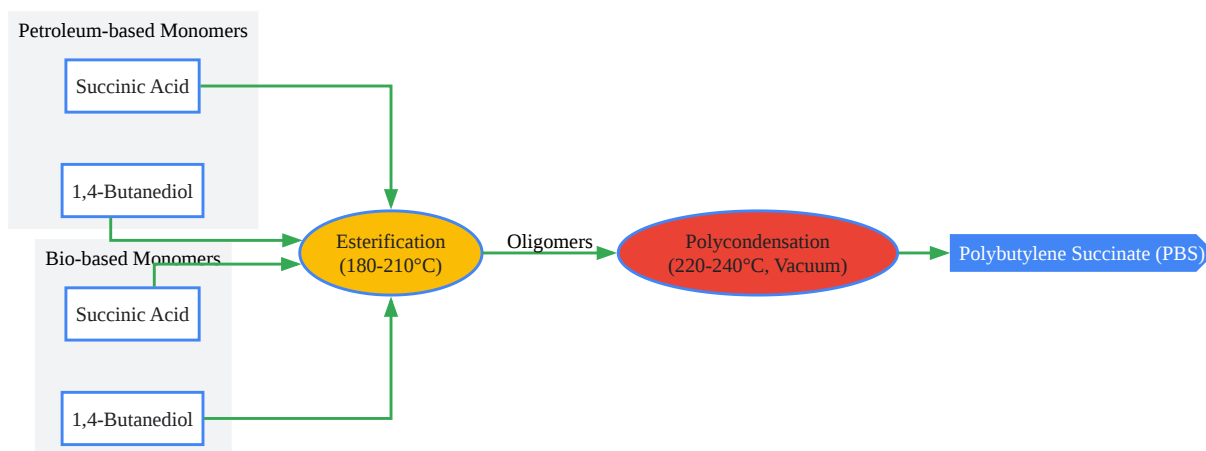 Petroleum-based Monomers
Succinic Acid
1,4-Butanediol
Bio-based Monomers
Succinic Acid
1,4-Butanediol
Esterification
(180-210°C)
Oligomers
Polycondensation
(220-240°C, Vacuum)
Polybutylene Succinate (PBS)